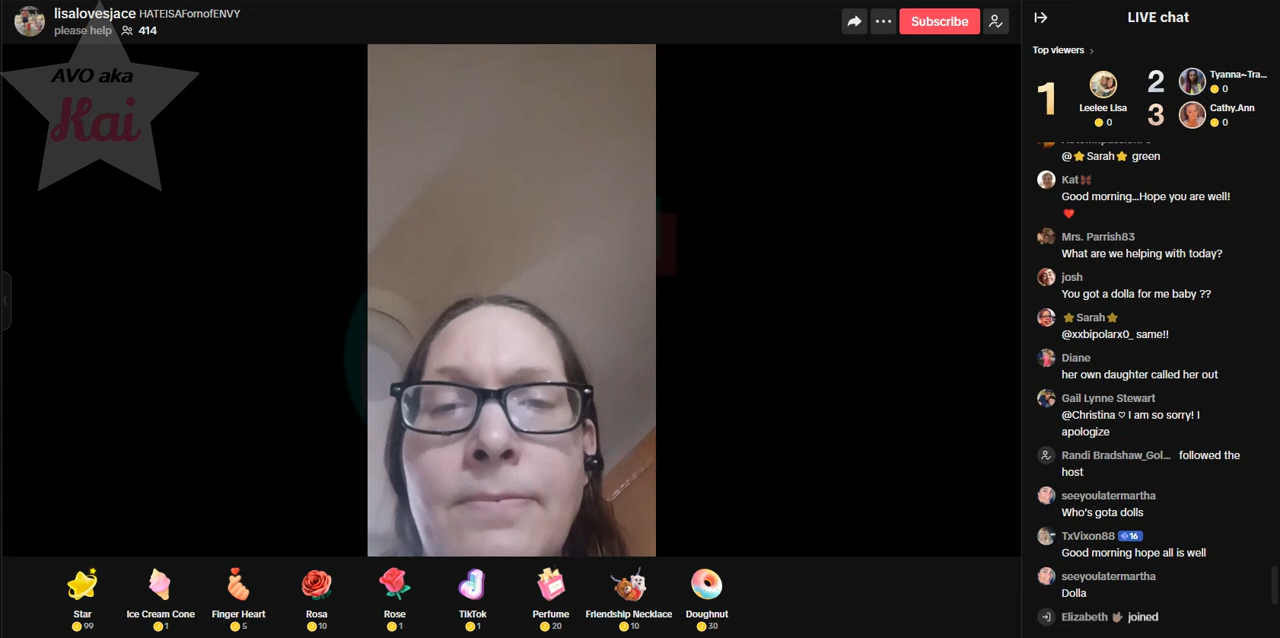 lisalovesjace HATEISAFornofENVY
please help 414
Subscribe
AVO aka
Kai
LIVE chat
Top viewers
1
Leelee Lisa
0
2
Tyanna~Tra...
0
3
Cathy.Ann
0
@⭐Sarah⭐ green
Kat🦋
Good morning...Hope you are well!
❤️
Mrs. Parrish83
What are we helping with today?
josh
You got a dolla for me baby ??
⭐Sarah⭐
@xxbipolarx0_ same!!
Diane
her own daughter called her out
Gail Lynne Stewart
@Christina ♡ I am so sorry! I
apologize
Randi Bradshaw_Gol... followed the
host
seeyoulatermartha
Who's gota dolls
TxVixon88 16
Good morning hope all is well
seeyoulatermartha
Dolla
Elizabeth 🤟🏽 joined
Star
99
Ice Cream Cone
1
Finger Heart
5
Rosa
10
Rose
1
TikTok
1
Perfume
20
Friendship Necklace
10
Doughnut
30